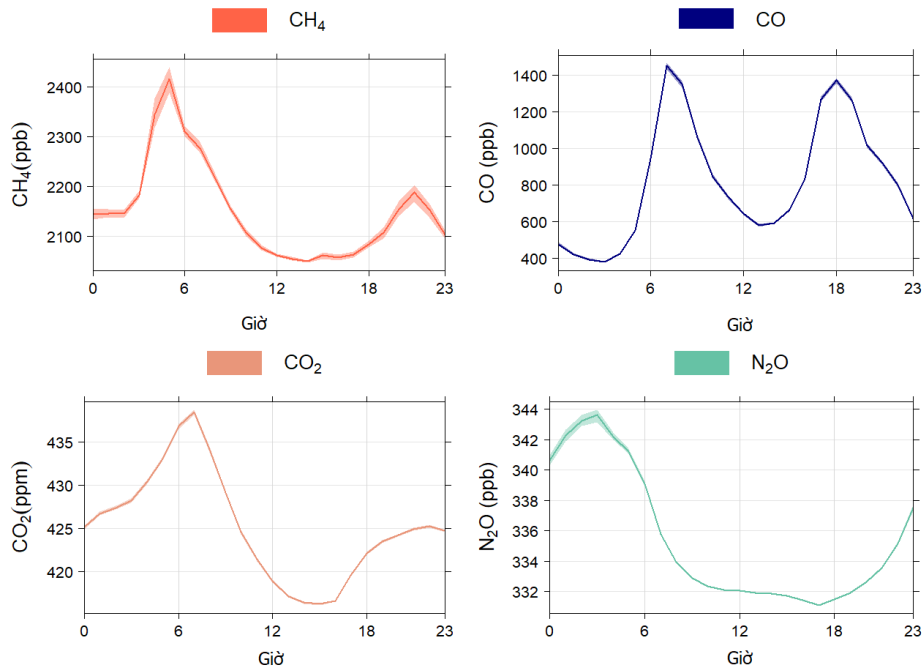 CH₄
CH₄(ppb)
2400
2300
2200
2100
0 6 12 18 23
Giờ
CO
CO (ppb)
1400
1200
1000
800
600
400
0 6 12 18 23
Giờ
CO₂
CO₂(ppm)
435
430
425
420
0 6 12 18 23
Giờ
N₂O
N₂O (ppb)
344
342
340
338
336
334
332
0 6 12 18 23
Giờ